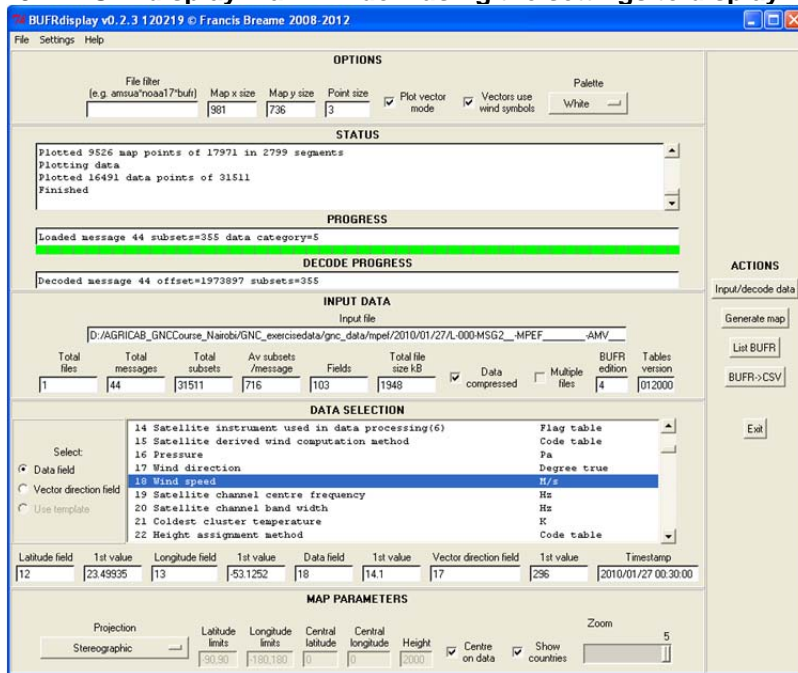 BUFRdisplay v0.2.3 120219 © Francis Breame 2008-2012
File Settings Help
OPTIONS
File filter
(e.g. amsua*noaa17*bufr)
Map x size
981
Map y size
736
Point size
3
Plot vector mode
Vectors use wind symbols
Palette
White
STATUS
Plotted 9526 map points of 17971 in 2799 segments
Plotting data
Plotted 16491 data points of 31511
Finished
PROGRESS
Loaded message 44 subsets=355 data category=5
DECODE PROGRESS
Decoded message 44 offset=1973897 subsets=355
INPUT DATA
Input file
D:/AGRICAB_GNCCourse_Nairobi/GNC_exercisedata/gnc_data/mpef/2010/01/27/L-000-MSG2__-MPEF________-AMV___
Total files
1
Total messages
44
Total subsets
31511
Av subsets /message
716
Fields
103
Total file size kB
1948
Data compressed
Multiple files
BUFR edition
4
Tables version
012000
DATA SELECTION
Select:
Data field
Vector direction field
Use template
14 Satellite instrument used in data processing(6) Flag table
15 Satellite derived wind computation method Code table
16 Pressure Pa
17 Wind direction Degree true
18 Wind speed M/s
19 Satellite channel centre frequency Hz
20 Satellite channel band width Hz
21 Coldest cluster temperature K
22 Height assignment method Code table
Latitude field
12
1st value
23.49935
Longitude field
13
1st value
-53.1252
Data field
18
1st value
14.1
Vector direction field
17
1st value
296
Timestamp
2010/01/27 00:30:00
MAP PARAMETERS
Projection
Stereographic
Latitude limits
-90,90
Longitude limits
-180,180
Central latitude
0
Central longitude
0
Height
2000
Centre on data
Show countries
Zoom
5
ACTIONS
Input/decode data
Generate map
List BUFR
BUFR->CSV
Exit